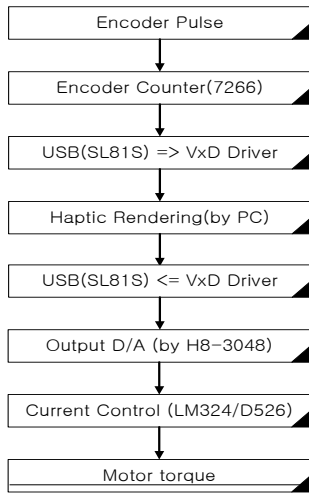 Encoder Pulse
Encoder Counter(7266)
USB(SL81S) => VxD Driver
Haptic Rendering(by PC)
USB(SL81S) <= VxD Driver
Output D/A (by H8-3048)
Current Control (LM324/D526)
Motor torque